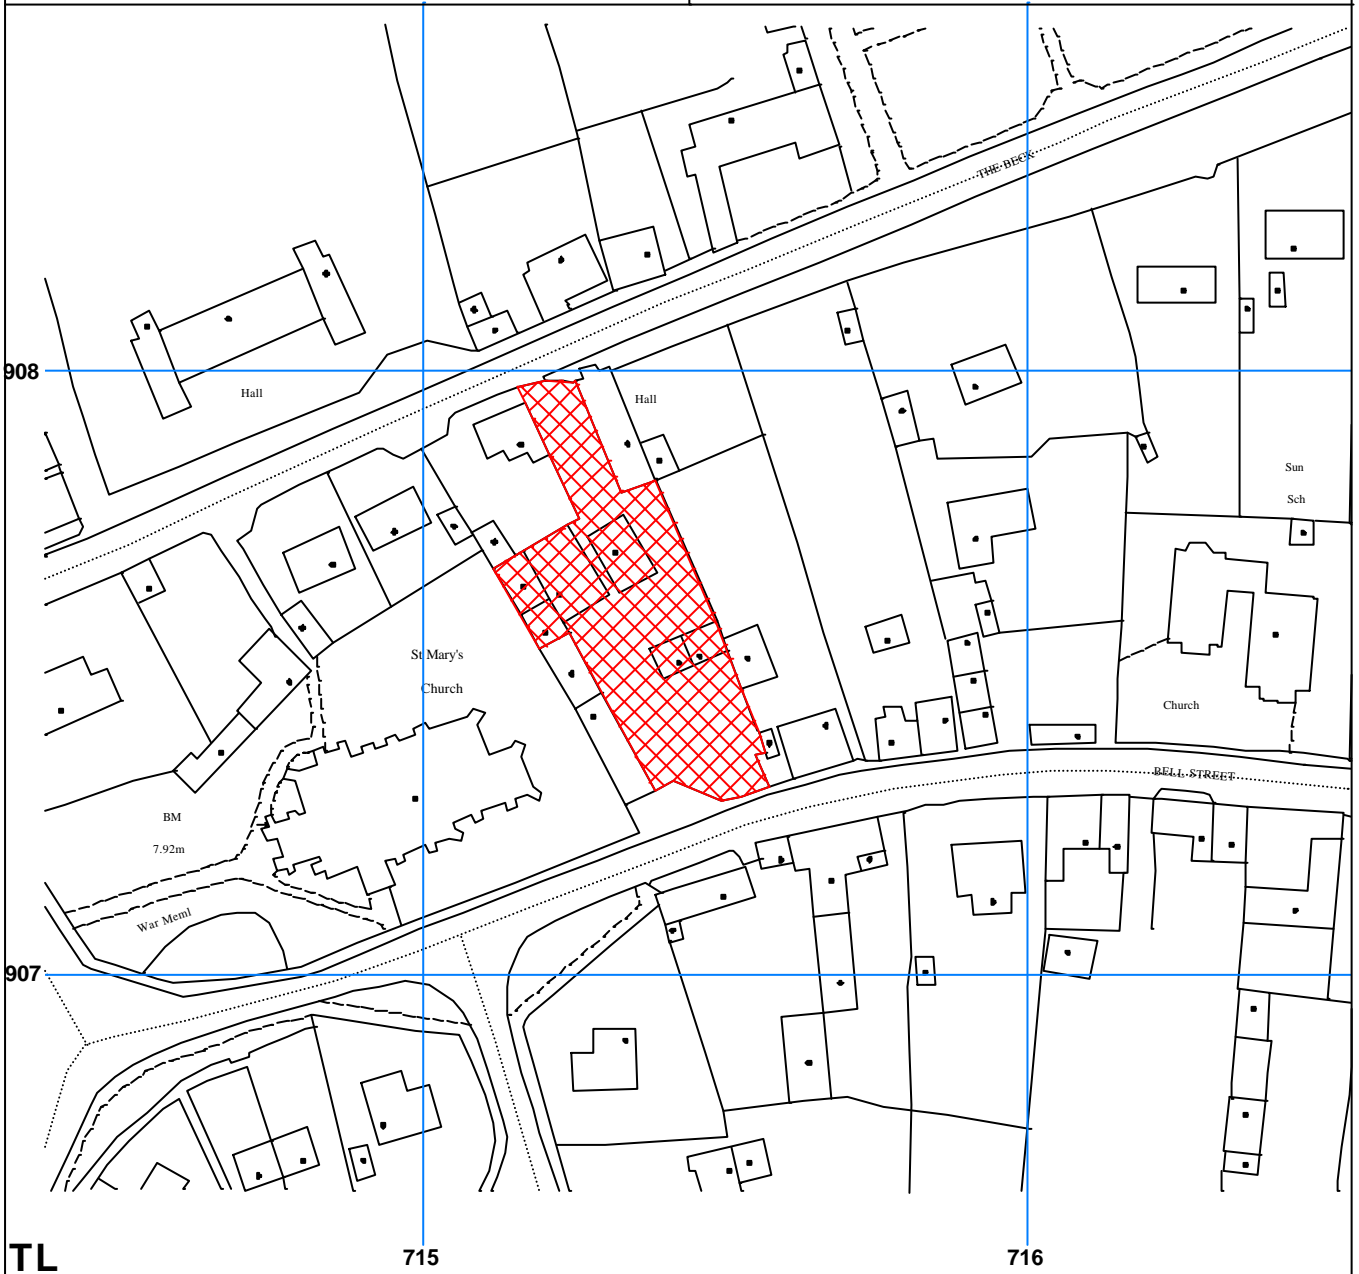 THE BECK
908
Hall
Hall
Sun
Sch
St Mary's
Church
Church
BELL STREET
BM
7.92m
War Meml
907
TL
715
716